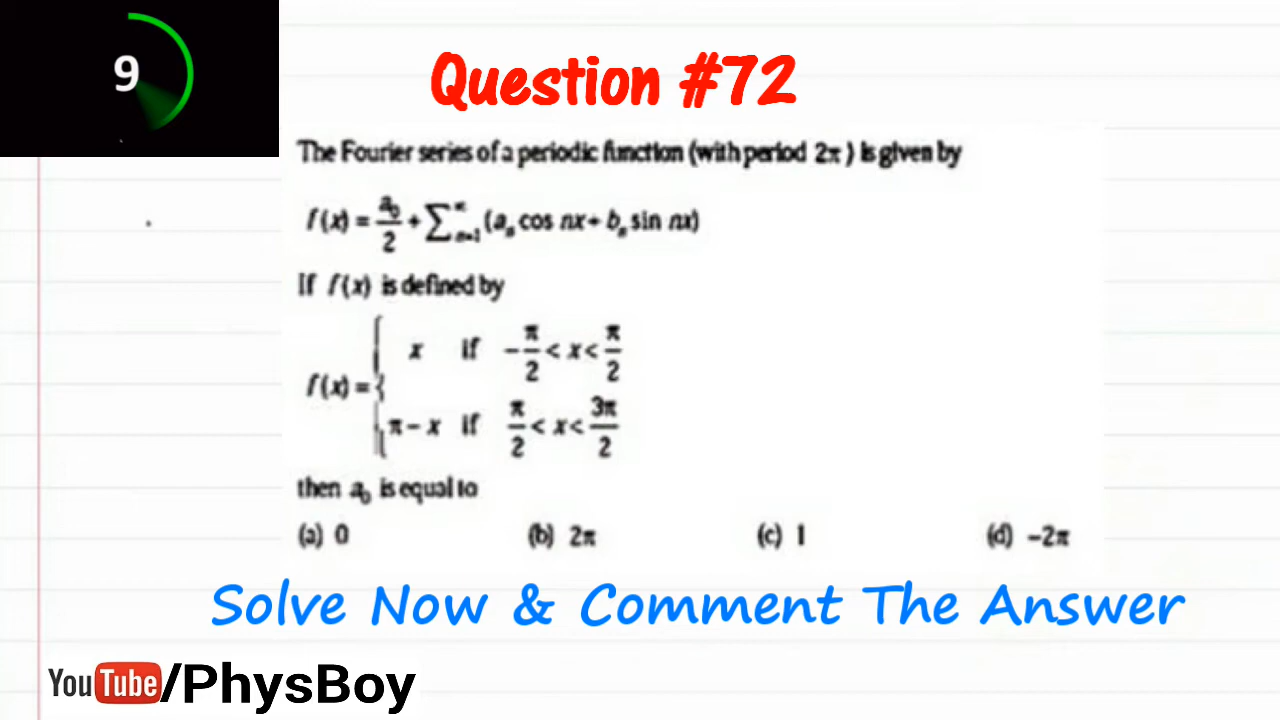 9
Question #72
The Fourier series of a periodic function (with period 2π ) is given by
f(x) = a₀/2 + ∑ₙ₌₁^∞ (aₙ cos nx + bₙ sin nx)
If f(x) is defined by
f(x) = { x if -π/2 < x < π/2
π - x if π/2 < x < 3π/2
then a₀ is equal to
(a) 0 (b) 2π (c) 1 (d) -2π
Solve Now & Comment The Answer
YouTube/PhysBoy